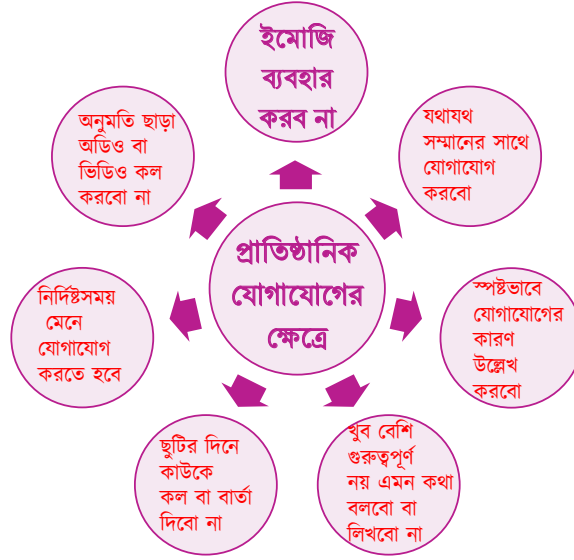 ইমোজি
ব্যবহার
করব না
যথাযথ
সম্মানের সাথে
যোগাযোগ
করবো
স্পষ্টভাবে
যোগাযোগের
কারণ
উল্লেখ
করবো
খুব বেশি
গুরুত্বপূর্ণ
নয় এমন কথা
বলবো বা
লিখবো না
ছুটির দিনে
কাউকে
কল বা বার্তা
দিবো না
নির্দিষ্টসময়
মেনে
যোগাযোগ
করতে হবে
অনুমতি ছাড়া
অডিও বা
ভিডিও কল
করবো না
প্রাতিষ্ঠানিক
যোগাযোগের
ক্ষেত্রে